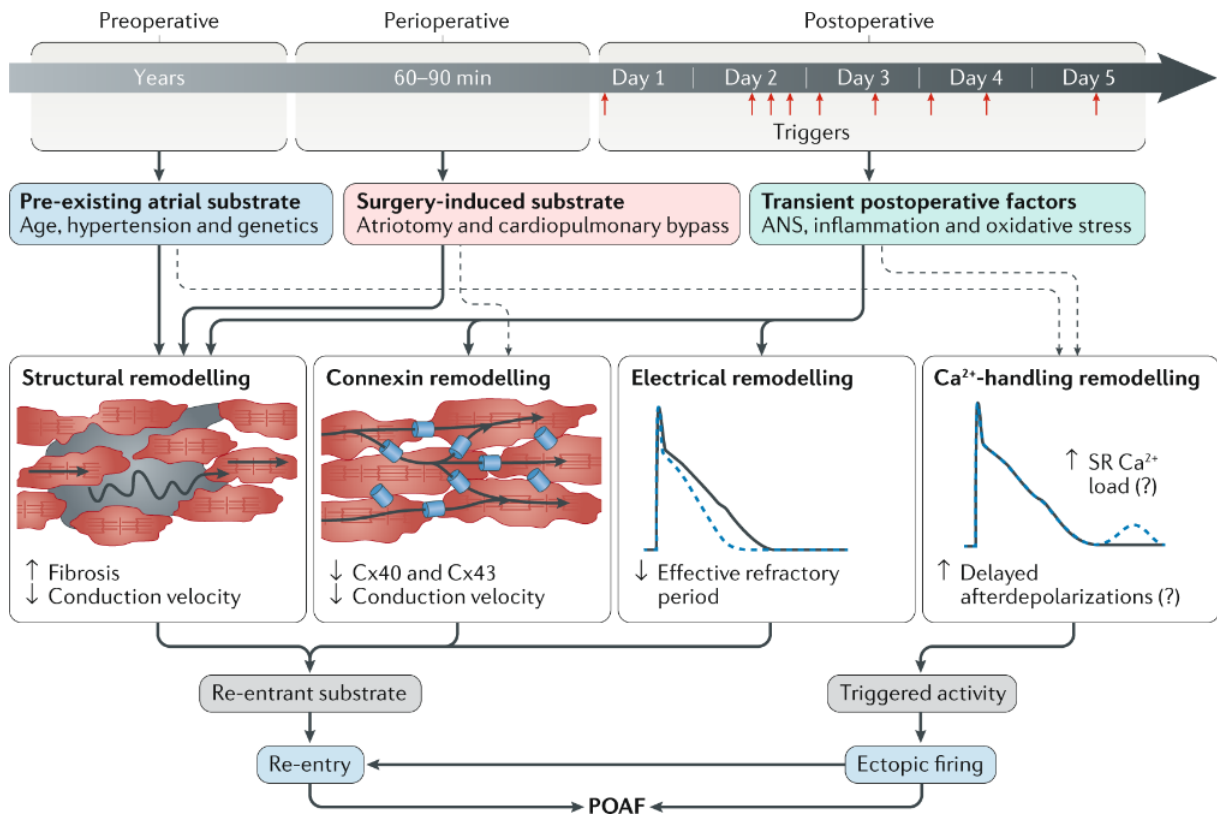 Preoperative
Perioperative
Postoperative
Years
60–90 min
Day 1
Day 2
Day 3
Day 4
Day 5
Triggers
Pre-existing atrial substrate
Age, hypertension and genetics
Surgery-induced substrate
Atriotomy and cardiopulmonary bypass
Transient postoperative factors
ANS, inflammation and oxidative stress
Structural remodelling
↑ Fibrosis
↓ Conduction velocity
Connexin remodelling
↓ Cx40 and Cx43
↓ Conduction velocity
Electrical remodelling
↓ Effective refractory
period
Ca²⁺-handling remodelling
↑ SR Ca²⁺
load (?)
↑ Delayed
afterdepolarizations (?)
Re-entrant substrate
Triggered activity
Re-entry
Ectopic firing
POAF